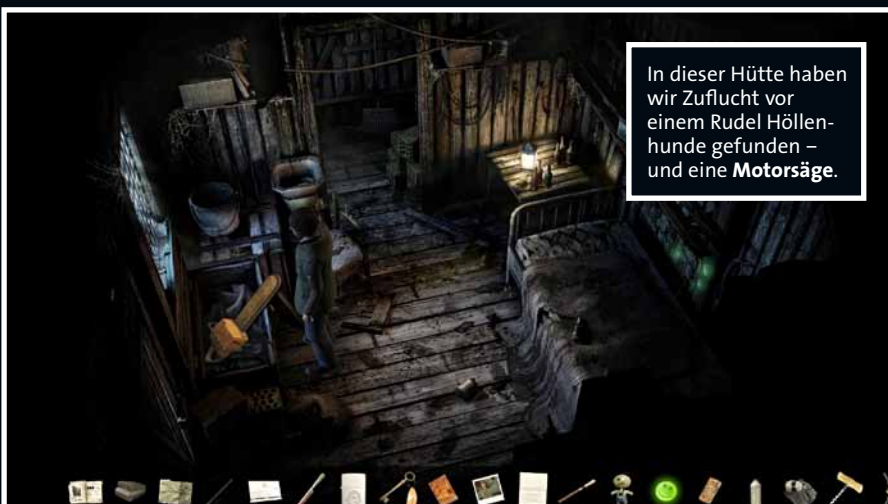 In dieser Hütte haben
wir Zuflucht vor
einem Rudel Höllen-
hunde gefunden –
und eine Motorsäge.